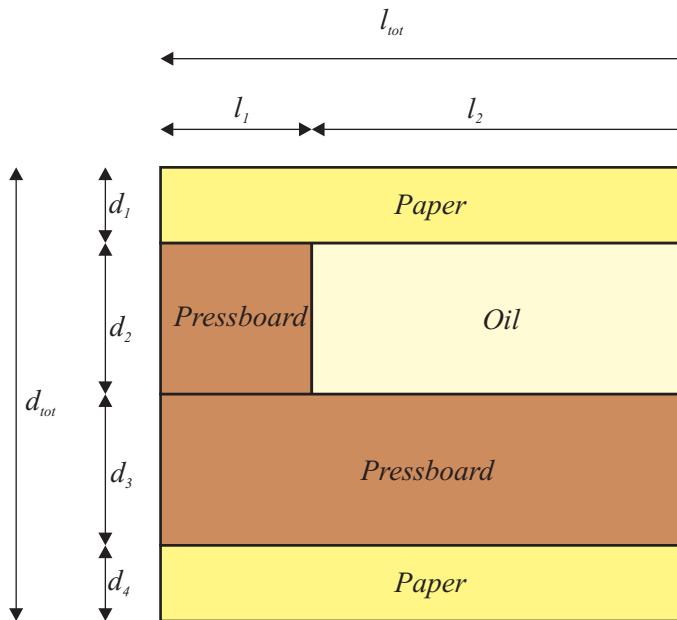 l_tot
l_1 l_2
d_1 Paper
d_2 Pressboard Oil
d_tot
d_3 Pressboard
d_4 Paper